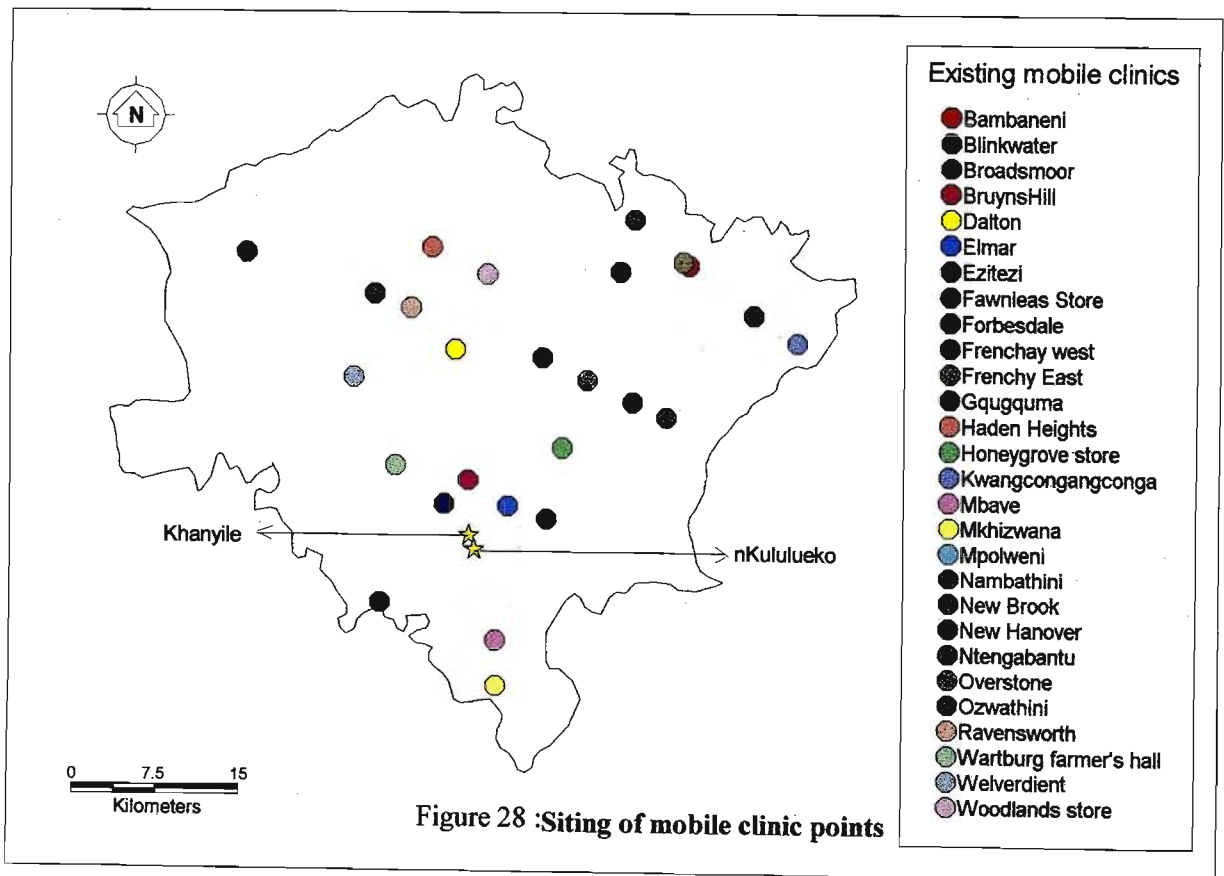 N
Existing mobile clinics
Bambaneni
Blinkwater
Broadsmoor
BruynsHill
Dalton
Elmar
Ezitezi
Fawnleas Store
Forbesdale
Frenchay west
Frenchy East
Gqugquma
Haden Heights
Honeygrove store
Kwangcongangconga
Mbave
Mkhizwana
Mpolweni
Nambathini
New Brook
New Hanover
Ntengabantu
Overstone
Ozwathini
Ravensworth
Wartburg farmer's hall
Welverdient
Woodlands store
Khanyile
nKululueko
0 7.5 15
Kilometers
Figure 28 :Siting of mobile clinic points